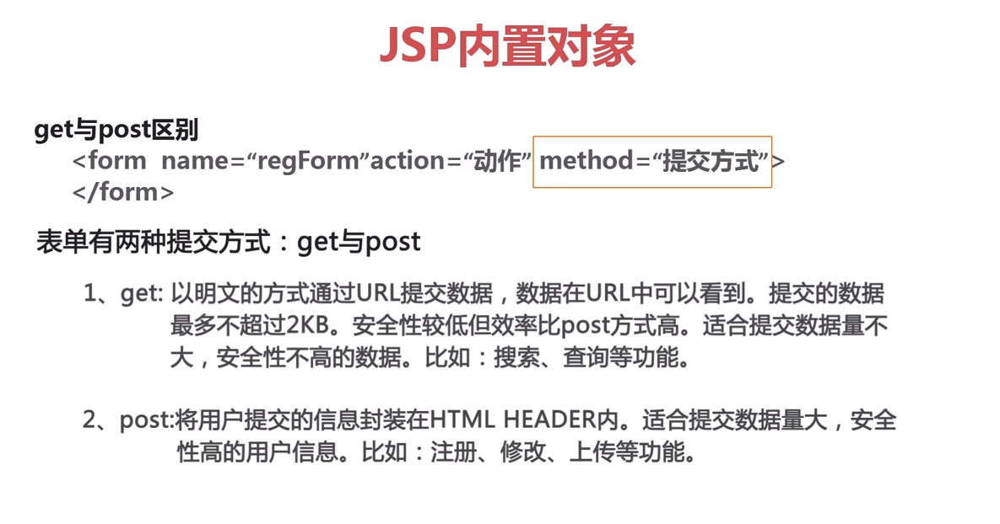 JSP内置对象
get与post区别
<form  name=“regForm”action=“动作” method=“提交方式”>
</form>
表单有两种提交方式：get与post
1、get: 以明文的方式通过URL提交数据，数据在URL中可以看到。提交的数据
最多不超过2KB。安全性较低但效率比post方式高。适合提交数据量不
大，安全性不高的数据。比如：搜索、查询等功能。
2、post:将用户提交的信息封装在HTML HEADER内。适合提交数据量大，安全
性高的用户信息。比如：注册、修改、上传等功能。